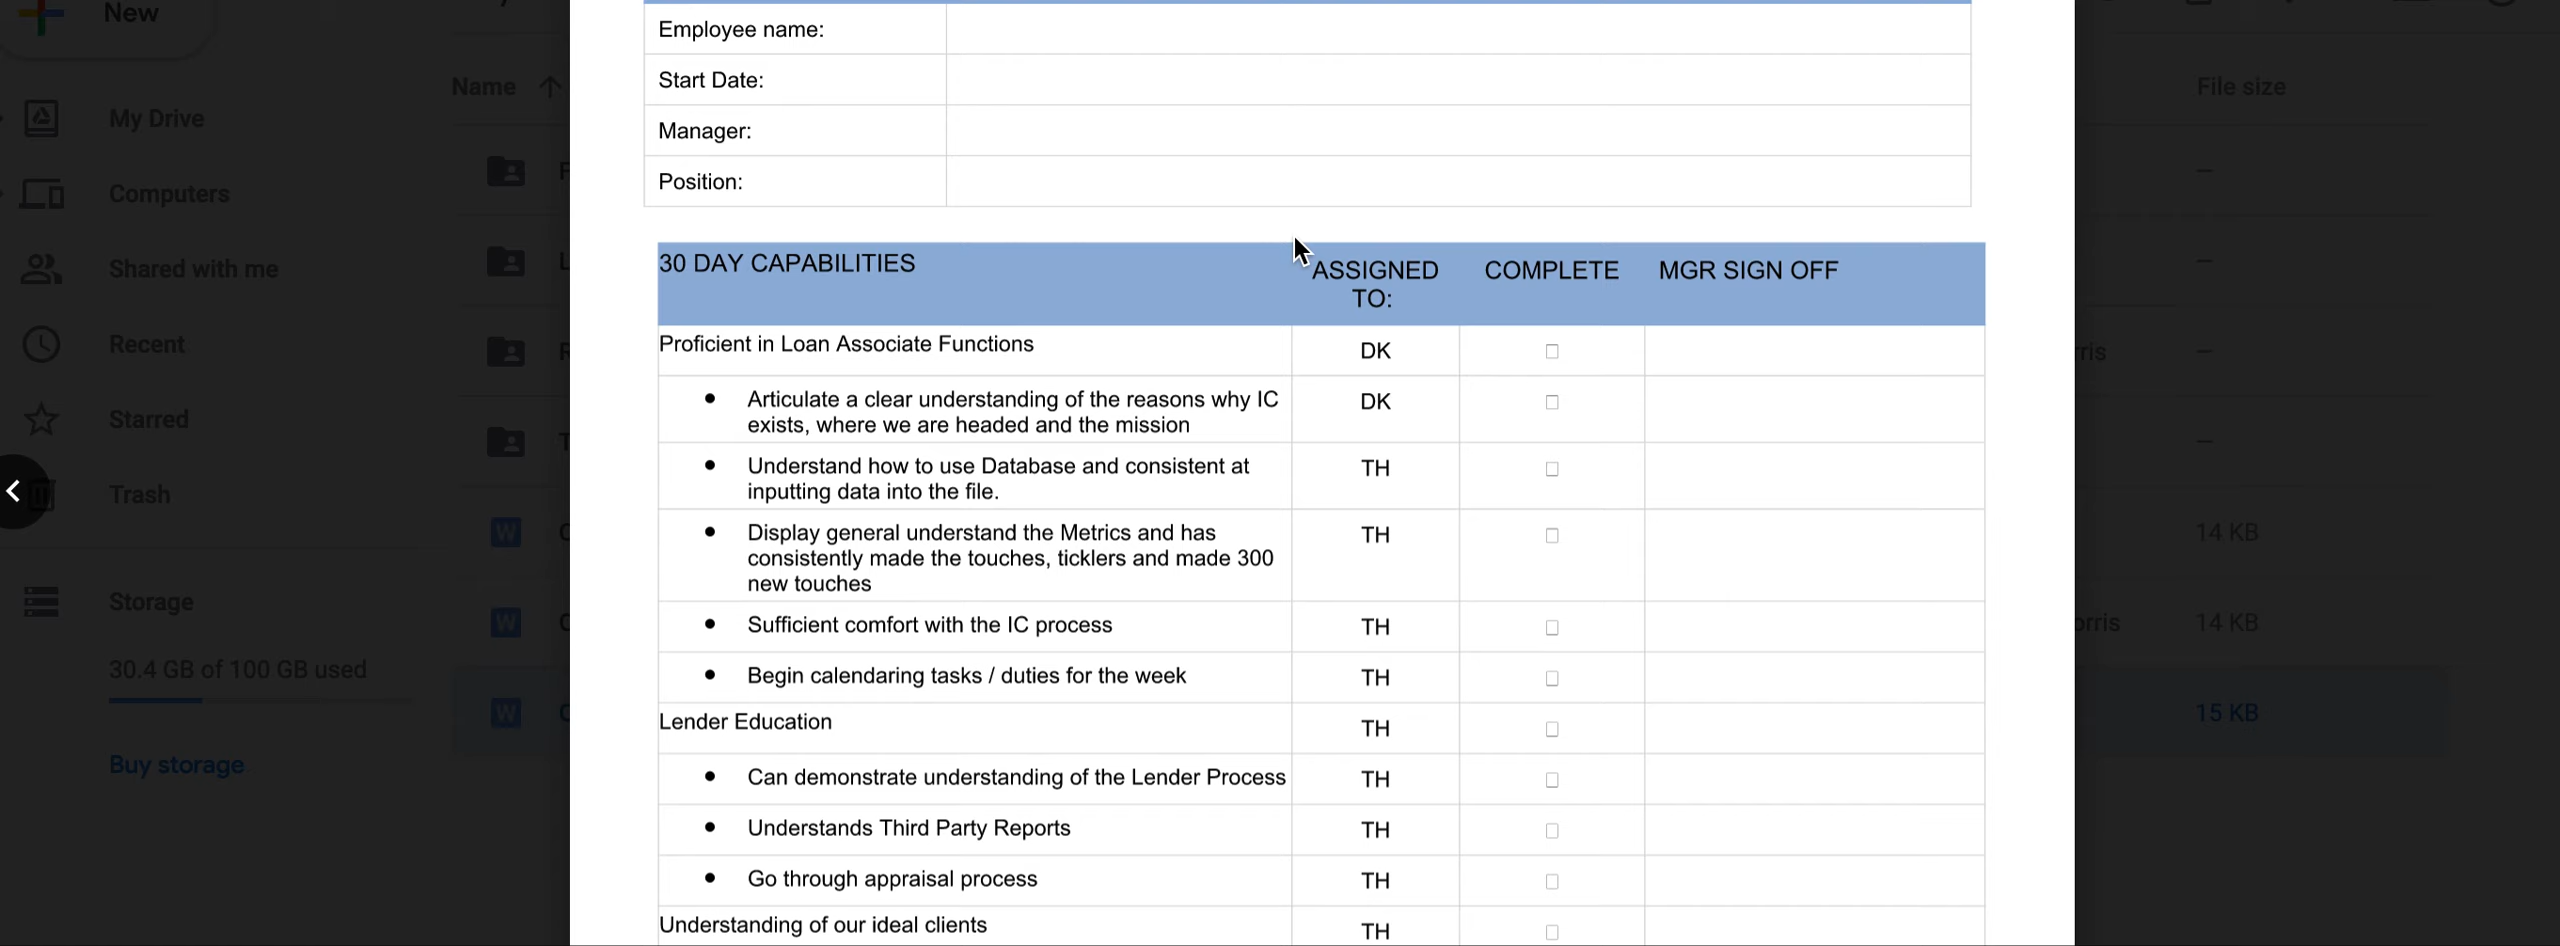 New
Name
File size
My Drive
Computers
Shared with me
Recent
Starred
Trash
Storage
30.4 GB of 100 GB used
Buy storage
Employee name:
Start Date:
Manager:
Position:
30 DAY CAPABILITIES
ASSIGNED
TO:
COMPLETE
MGR SIGN OFF
Proficient in Loan Associate Functions
DK
• Articulate a clear understanding of the reasons why IC
exists, where we are headed and the mission
DK
• Understand how to use Database and consistent at
inputting data into the file.
TH
• Display general understand the Metrics and has
consistently made the touches, ticklers and made 300
new touches
TH
• Sufficient comfort with the IC process
TH
• Begin calendaring tasks / duties for the week
TH
Lender Education
TH
• Can demonstrate understanding of the Lender Process
TH
• Understands Third Party Reports
TH
• Go through appraisal process
TH
Understanding of our ideal clients
TH
14 KB
14 KB
15 KB